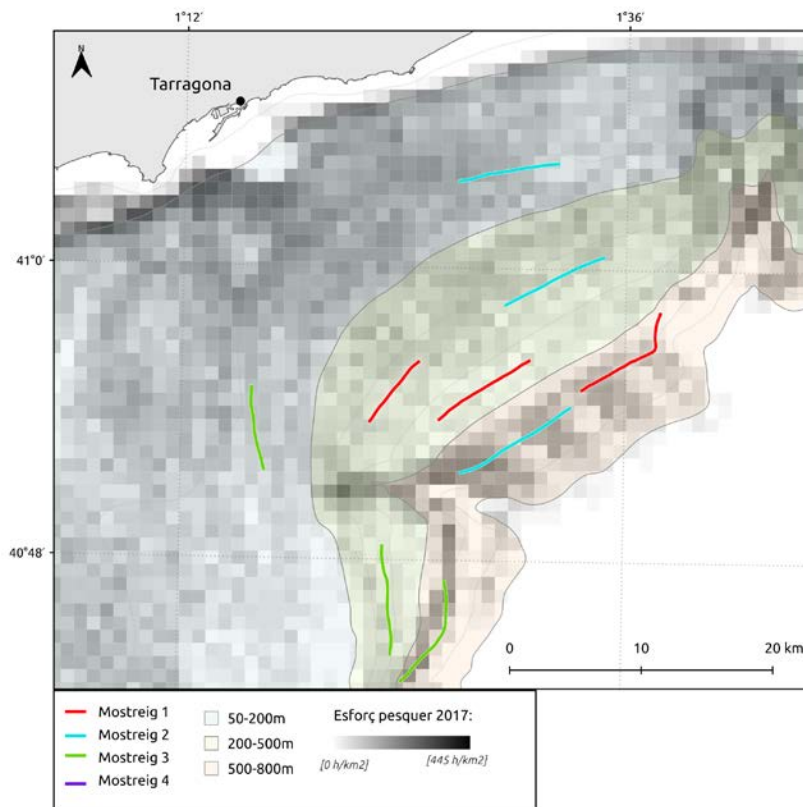 1°12′ 1°36′
N
Tarragona
41°0′
40°48′
0 10 20 km
Mostreig 1
Mostreig 2
Mostreig 3
Mostreig 4
50-200m
200-500m
500-800m
Esforç pesquer 2017:
[0 h/km2] [445 h/km2]